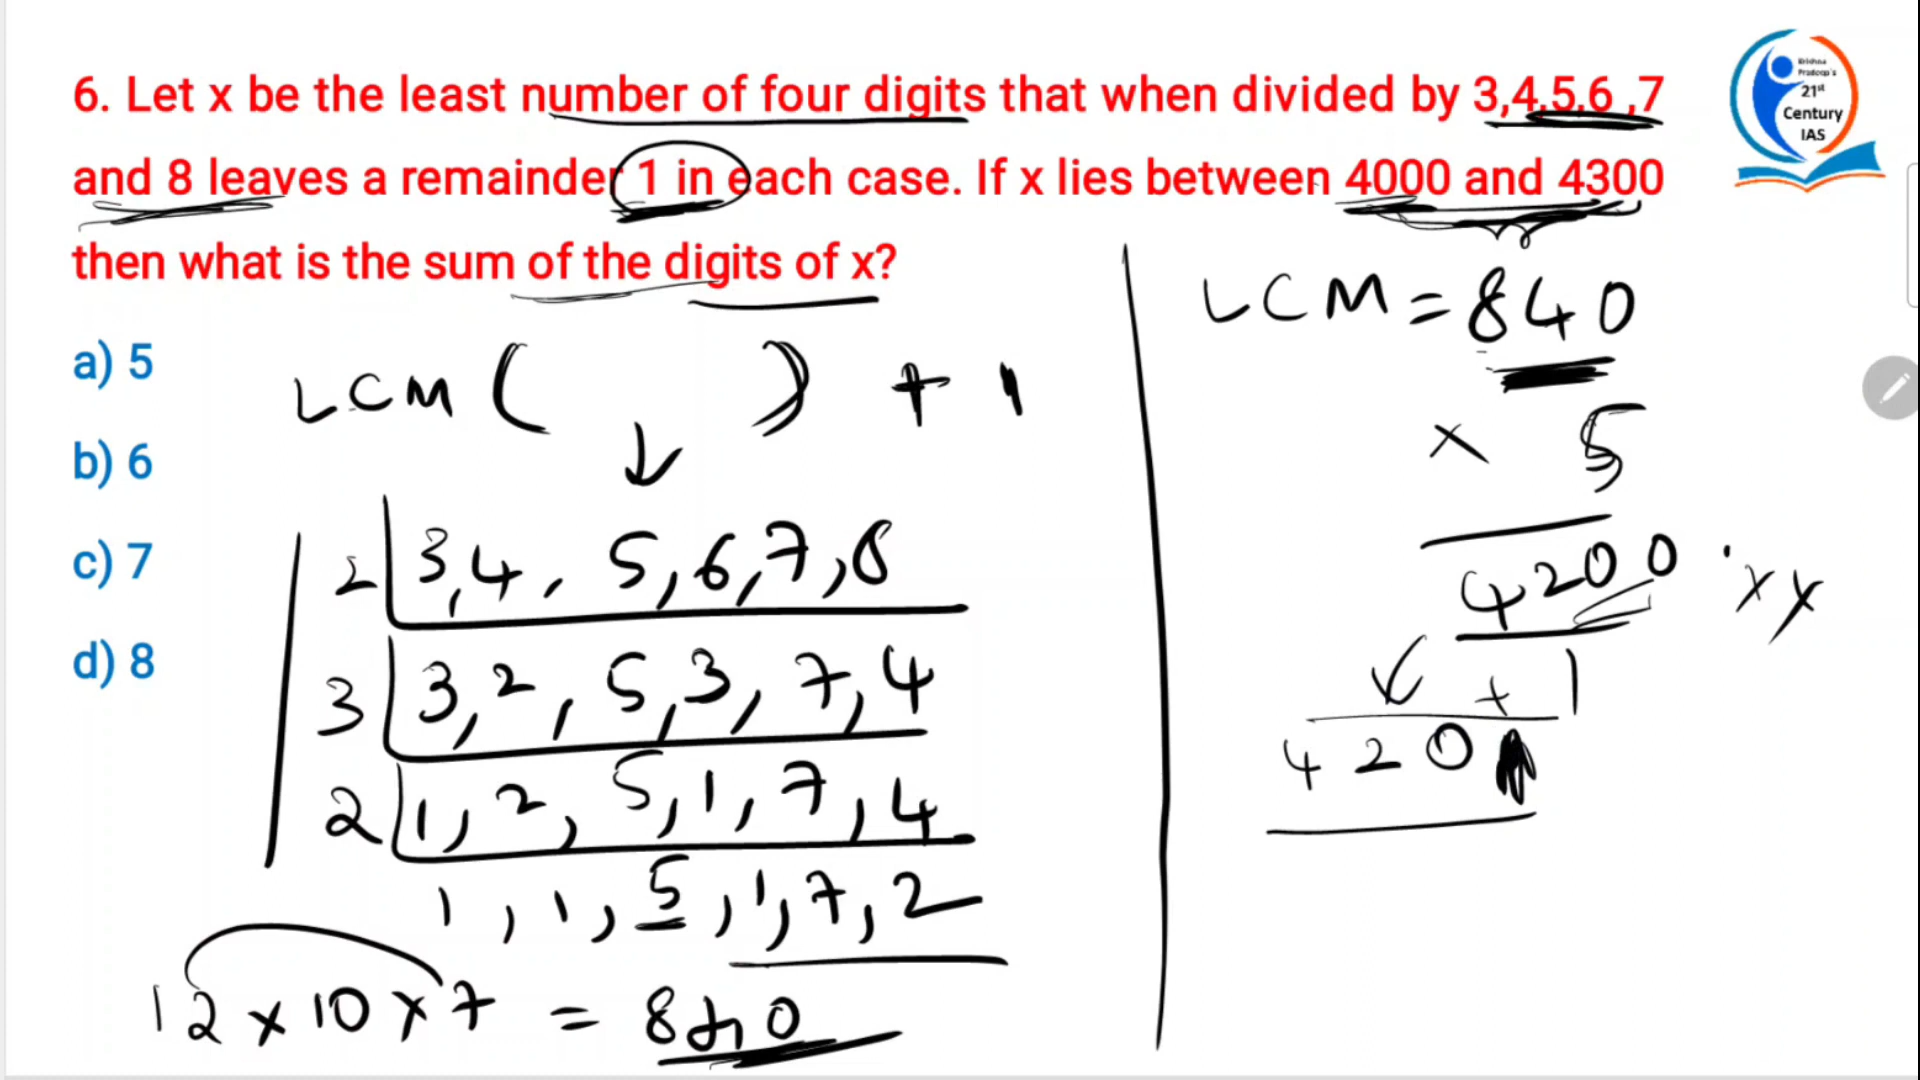 6. Let x be the least number of four digits that when divided by 3,4,5,6 ,7
and 8 leaves a remainder 1 in each case. If x lies between 4000 and 4300
then what is the sum of the digits of x?
Krishna
Pradeep's
21st
Century
IAS
a) 5
b) 6
c) 7
d) 8
LCM ( ) + 1
2 3,4, 5,6,7,8
3 3,2, 5,3,7,4
2 1,2, 5,1,7,4
1,1,5,1,7,2
12 x 10 x 7 = 840
LCM = 840
x 5
4200 xx
+ 1
4201